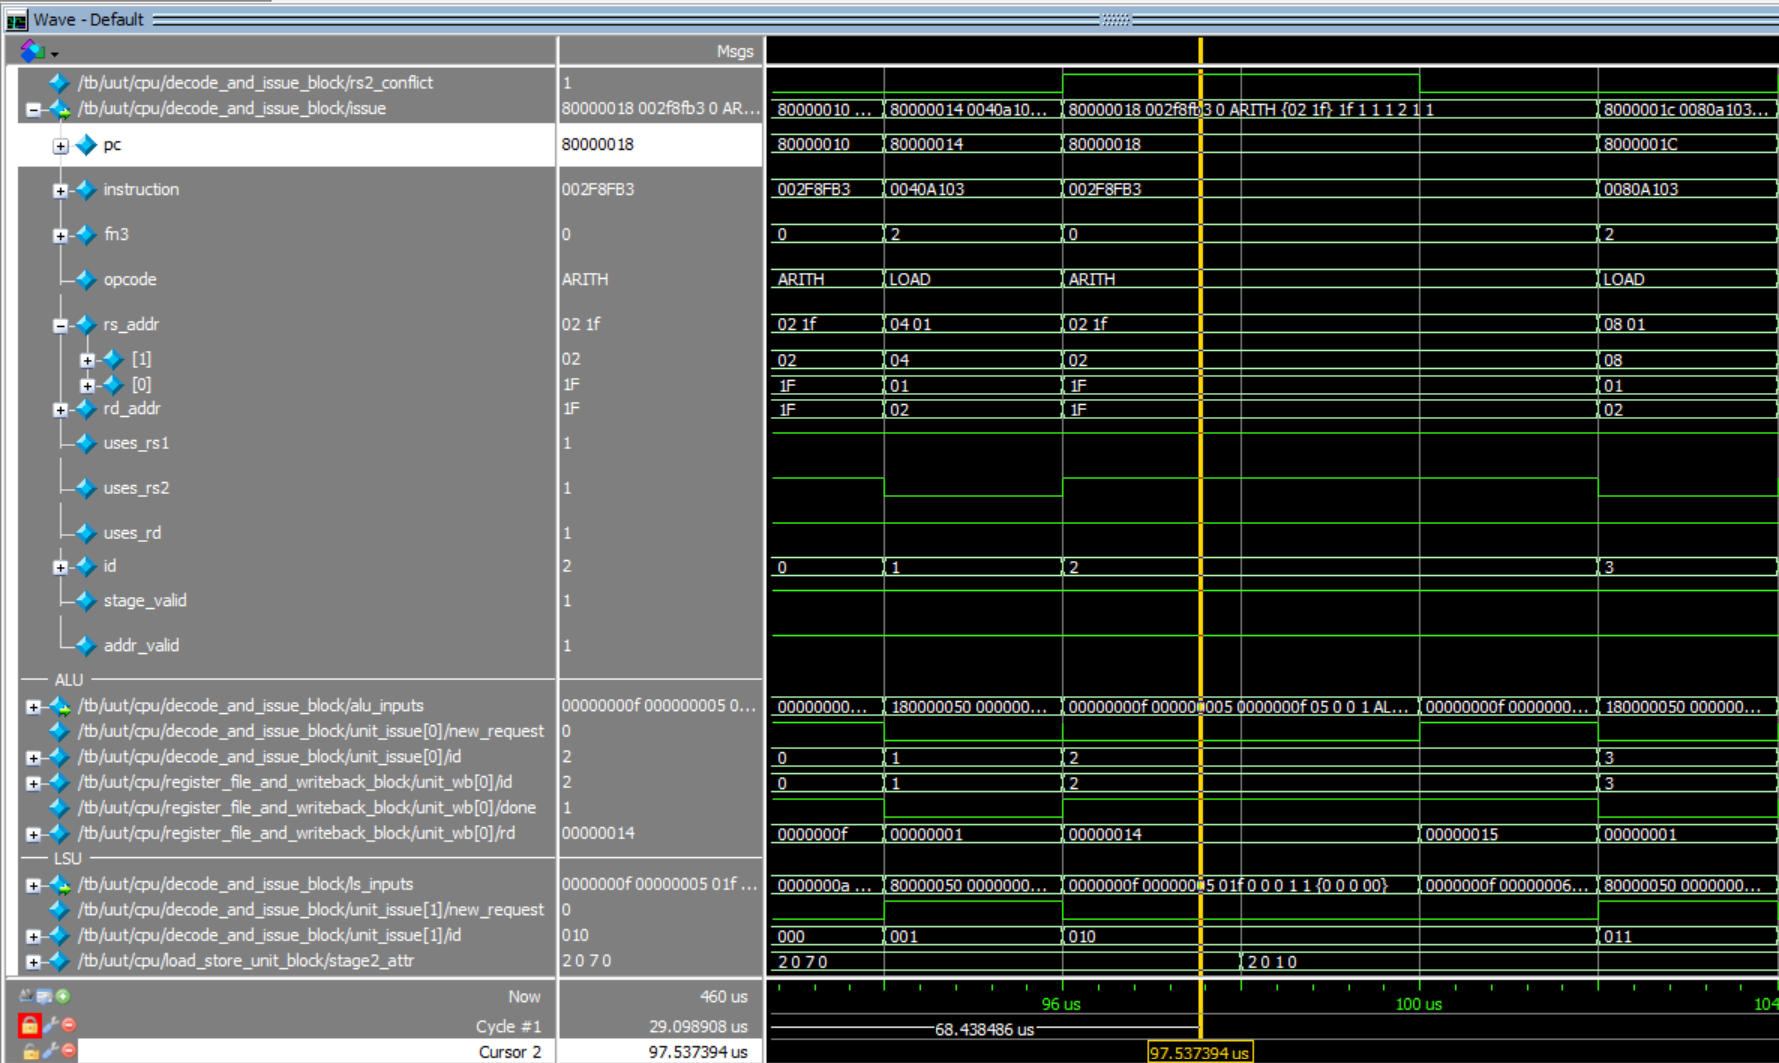 Wave - Default
Msgs
/tb/uut/cpu/decode_and_issue_block/rs2_conflict 1
/tb/uut/cpu/decode_and_issue_block/issue 80000018 002f8fb3 0 AR... 80000010 ... 80000014 0040a10... 80000018 002f8fb3 0 ARITH {02 1f} 1f 1 1 1 2 1 1 8000001c 0080a103...
pc 80000018 80000010 80000014 80000018 8000001C
instruction 002F8FB3 002F8FB3 0040A103 002F8FB3 0080A103
fn3 0 0 2 0 2
opcode ARITH ARITH LOAD ARITH LOAD
rs_addr 02 1f 02 1f 04 01 02 1f 08 01
[1] 02 02 04 02 08
[0] 1F 1F 01 1F 01
rd_addr 1F 1F 02 1F 02
uses_rs1 1
uses_rs2 1
uses_rd 1
id 2 0 1 2 3
stage_valid 1
addr_valid 1
ALU
/tb/uut/cpu/decode_and_issue_block/alu_inputs 00000000f 000000005 0... 00000000... 180000050 000000... 00000000f 000000005 0000000f 05 0 0 1 AL... 00000000f 0000000... 180000050 000000...
/tb/uut/cpu/decode_and_issue_block/unit_issue[0]/new_request 0
/tb/uut/cpu/decode_and_issue_block/unit_issue[0]/id 2 0 1 2 3
/tb/uut/cpu/register_file_and_writeback_block/unit_wb[0]/id 2 0 1 2 3
/tb/uut/cpu/register_file_and_writeback_block/unit_wb[0]/done 1
/tb/uut/cpu/register_file_and_writeback_block/unit_wb[0]/rd 00000014 0000000f 00000001 00000014 00000015 00000001
LSU
/tb/uut/cpu/decode_and_issue_block/ls_inputs 0000000f 00000005 01f ... 0000000a ... 80000050 0000000... 0000000f 00000005 01f 0 0 0 1 1 {0 0 0 00} 0000000f 00000006... 80000050 0000000...
/tb/uut/cpu/decode_and_issue_block/unit_issue[1]/new_request 0
/tb/uut/cpu/decode_and_issue_block/unit_issue[1]/id 010 000 001 010 011
/tb/uut/cpu/load_store_unit_block/stage2_attr 2 0 7 0 2 0 7 0 2 0 1 0
Now 460 us 96 us 100 us 104
Cycle #1 29.098908 us 68.438486 us
Cursor 2 97.537394 us 97.537394 us